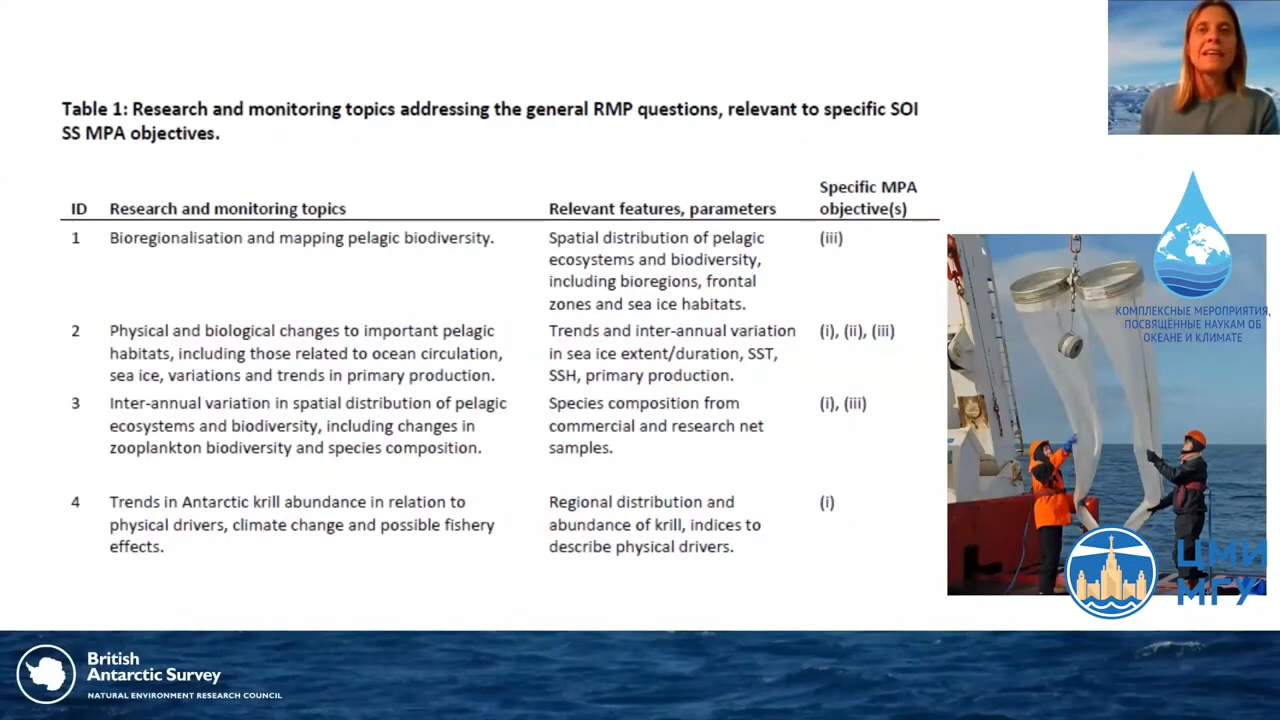 Table 1: Research and monitoring topics addressing the general RMP questions, relevant to specific SOI
SS MPA objectives.
Specific MPA
ID Research and monitoring topics Relevant features, parameters objective(s)
1 Bioregionalisation and mapping pelagic biodiversity. Spatial distribution of pelagic (iii)
ecosystems and biodiversity,
including bioregions, frontal
zones and sea ice habitats.
2 Physical and biological changes to important pelagic Trends and inter-annual variation (i), (ii), (iii)
habitats, including those related to ocean circulation, in sea ice extent/duration, SST,
sea ice, variations and trends in primary production. SSH, primary production.
3 Inter-annual variation in spatial distribution of pelagic Species composition from (i), (iii)
ecosystems and biodiversity, including changes in commercial and research net
zooplankton biodiversity and species composition. samples.
4 Trends in Antarctic krill abundance in relation to Regional distribution and (i)
physical drivers, climate change and possible fishery abundance of krill, indices to
effects. describe physical drivers.
КОМПЛЕКСНЫЕ МЕРОПРИЯТИЯ,
ПОСВЯЩЁННЫЕ НАУКАМ ОБ
ОКЕАНЕ И КЛИМАТЕ
ЦМИ
МГУ
British
Antarctic Survey
NATURAL ENVIRONMENT RESEARCH COUNCIL